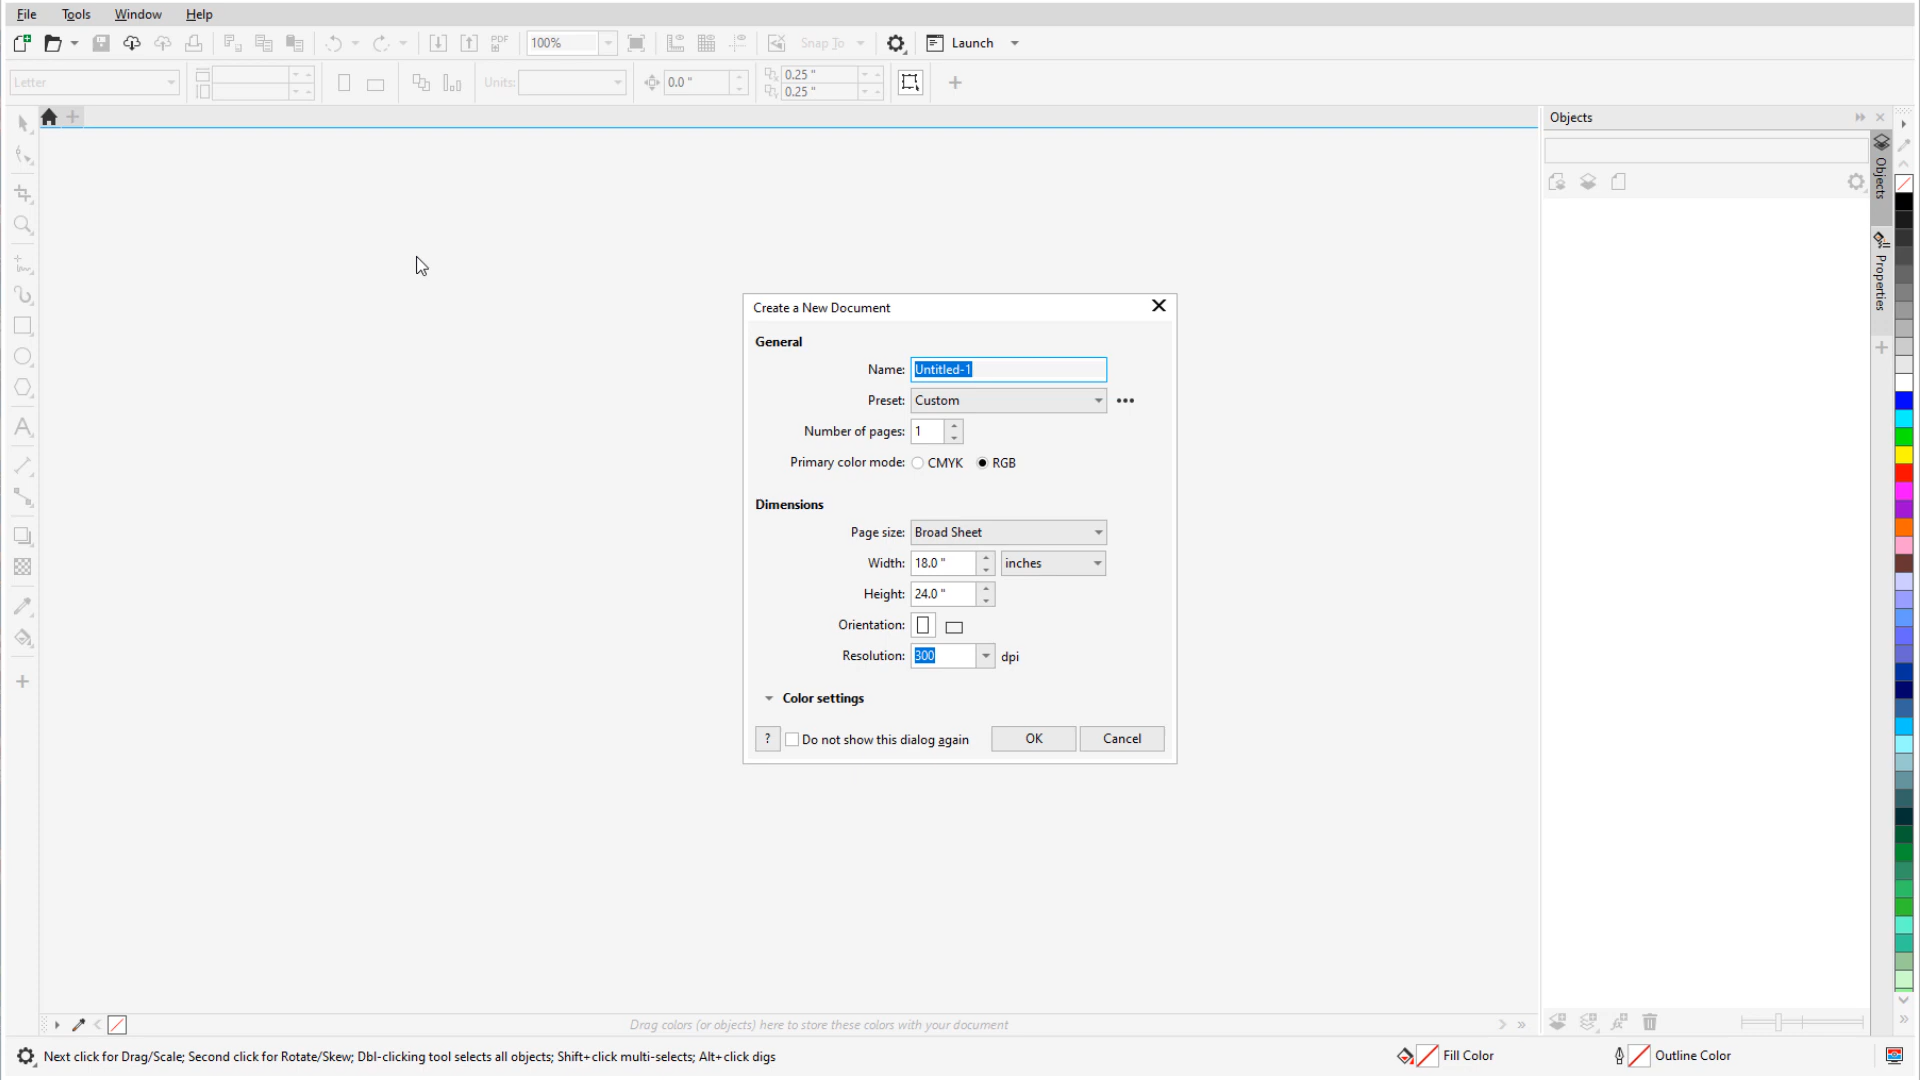 File Tools Window Help
PDF 100% Snap To Launch
Letter Units: 0.0 " 0.25 "
0.25 "
Objects
Objects
Properties
Create a New Document
General
Name: Untitled-1
Preset: Custom •••
Number of pages: 1
Primary color mode: CMYK RGB
Dimensions
Page size: Broad Sheet
Width: 18.0 " inches
Height: 24.0 "
Orientation:
Resolution: 300 dpi
Color settings
? Do not show this dialog again OK Cancel
Drag colors (or objects) here to store these colors with your document
Next click for Drag/Scale; Second click for Rotate/Skew; Dbl-clicking tool selects all objects; Shift+click multi-selects; Alt+click digs Fill Color Outline Color